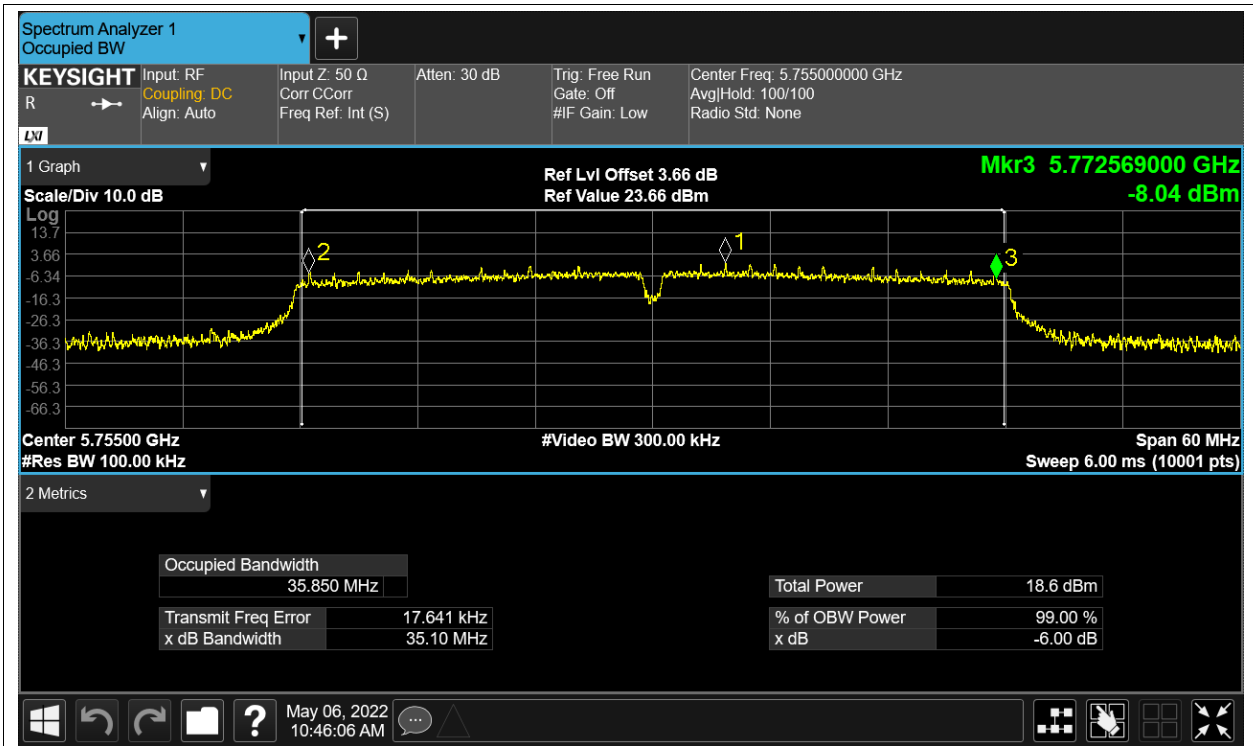 Spectrum Analyzer 1
Occupied BW
KEYSIGHT
R
LXI
Input: RF
Coupling: DC
Align: Auto
Input Z: 50 Ω
Corr CCorr
Freq Ref: Int (S)
Atten: 30 dB
Trig: Free Run
Gate: Off
#IF Gain: Low
Center Freq: 5.755000000 GHz
Avg|Hold: 100/100
Radio Std: None
1 Graph
Scale/Div 10.0 dB
Ref Lvl Offset 3.66 dB
Ref Value 23.66 dBm
Mkr3 5.772569000 GHz
-8.04 dBm
Log
13.7
3.66
-6.34
-16.3
-26.3
-36.3
-46.3
-56.3
-66.3
2
1
3
Center 5.75500 GHz
#Video BW 300.00 kHz
Span 60 MHz
#Res BW 100.00 kHz
Sweep 6.00 ms (10001 pts)
2 Metrics
Occupied Bandwidth
35.850 MHz
Transmit Freq Error 17.641 kHz
x dB Bandwidth 35.10 MHz
Total Power 18.6 dBm
% of OBW Power 99.00 %
x dB -6.00 dB
?
May 06, 2022
10:46:06 AM